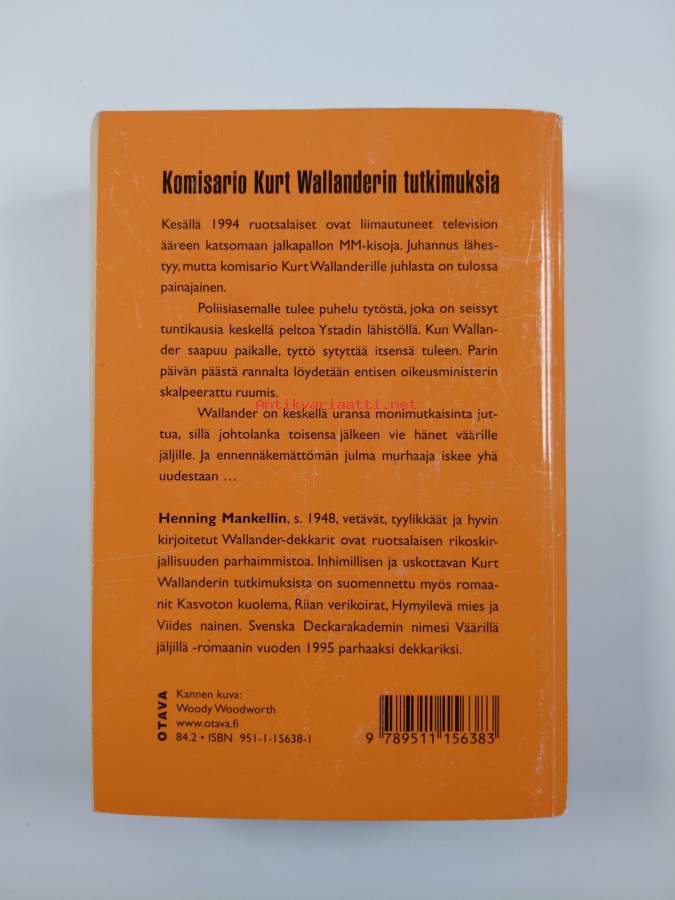 Komisario Kurt Wallanderin tutkimuksia
Kesällä 1994 ruotsalaiset ovat liimautuneet television
ääreen katsomaan jalkapallon MM-kisoja. Juhannus lähes-
tyy, mutta komisario Kurt Wallanderille juhlasta on tulossa
painajainen.
Poliisiasemalle tulee puhelu tytöstä, joka on seissyt
tuntikausia keskellä peltoa Ystadin lähistöllä. Kun Wallan-
der saapuu paikalle, tyttö sytyttää itsensä tuleen. Parin
päivän päästä rannalta löydetään entisen oikeusministerin
skalpeerattu ruumis.
Antikvariaatti.net
Wallander on keskellä uransa monimutkaisinta jut-
tua, sillä johtolanka toisensa jälkeen vie hänet väärille
jäljille. Ja ennennäkemättömän julma murhaaja iskee yhä
uudestaan ...
Henning Mankellin, s. 1948, vetävät, tyylikkäät ja hyvin
kirjoitetut Wallander-dekkarit ovat ruotsalaisen rikoskir-
jallisuuden parhaimmistoa. Inhimillisen ja uskottavan Kurt
Wallanderin tutkimuksista on suomennettu myös romaa-
nit Kasvoton kuolema, Riian verikoirat, Hymyilevä mies ja
Viides nainen. Svenska Deckarakademin nimesi Väärillä
jäljillä -romaanin vuoden 1995 parhaaksi dekkariksi.
OTAVA
Kannen kuva:
Woody Woodworth
www.otava.fi
84.2 • ISBN 951-1-15638-1
9 789511 156383